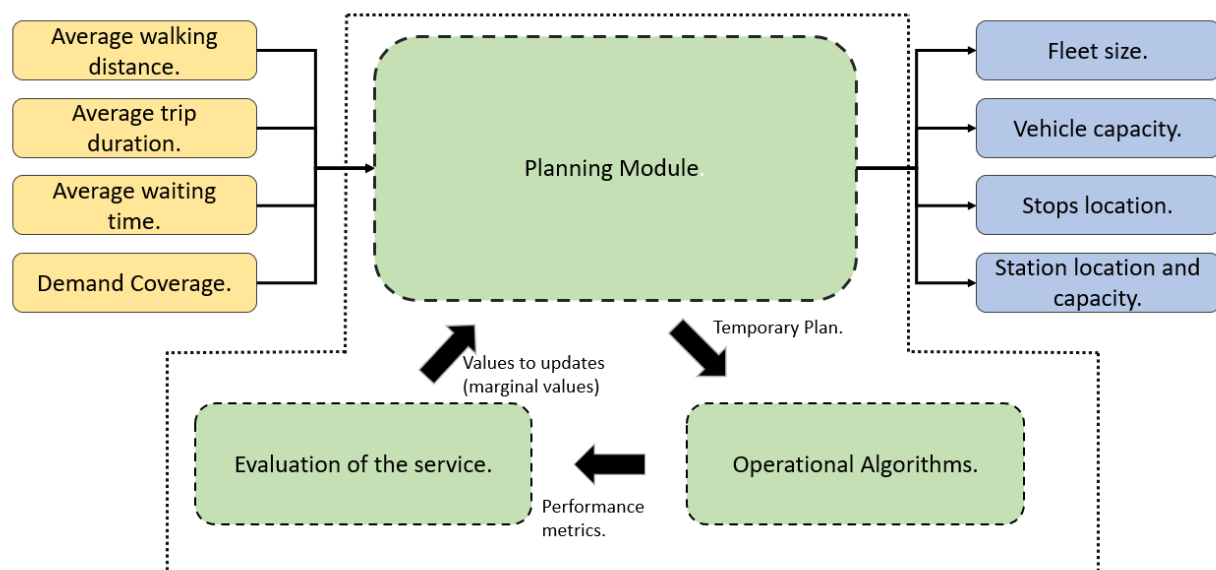 Average walking
distance.
Average trip
duration.
Average waiting
time.
Demand Coverage.
Planning Module.
Fleet size.
Vehicle capacity.
Stops location.
Station location and
capacity.
Temporary Plan.
Values to updates
(marginal values)
Evaluation of the service.
Operational Algorithms.
Performance
metrics.